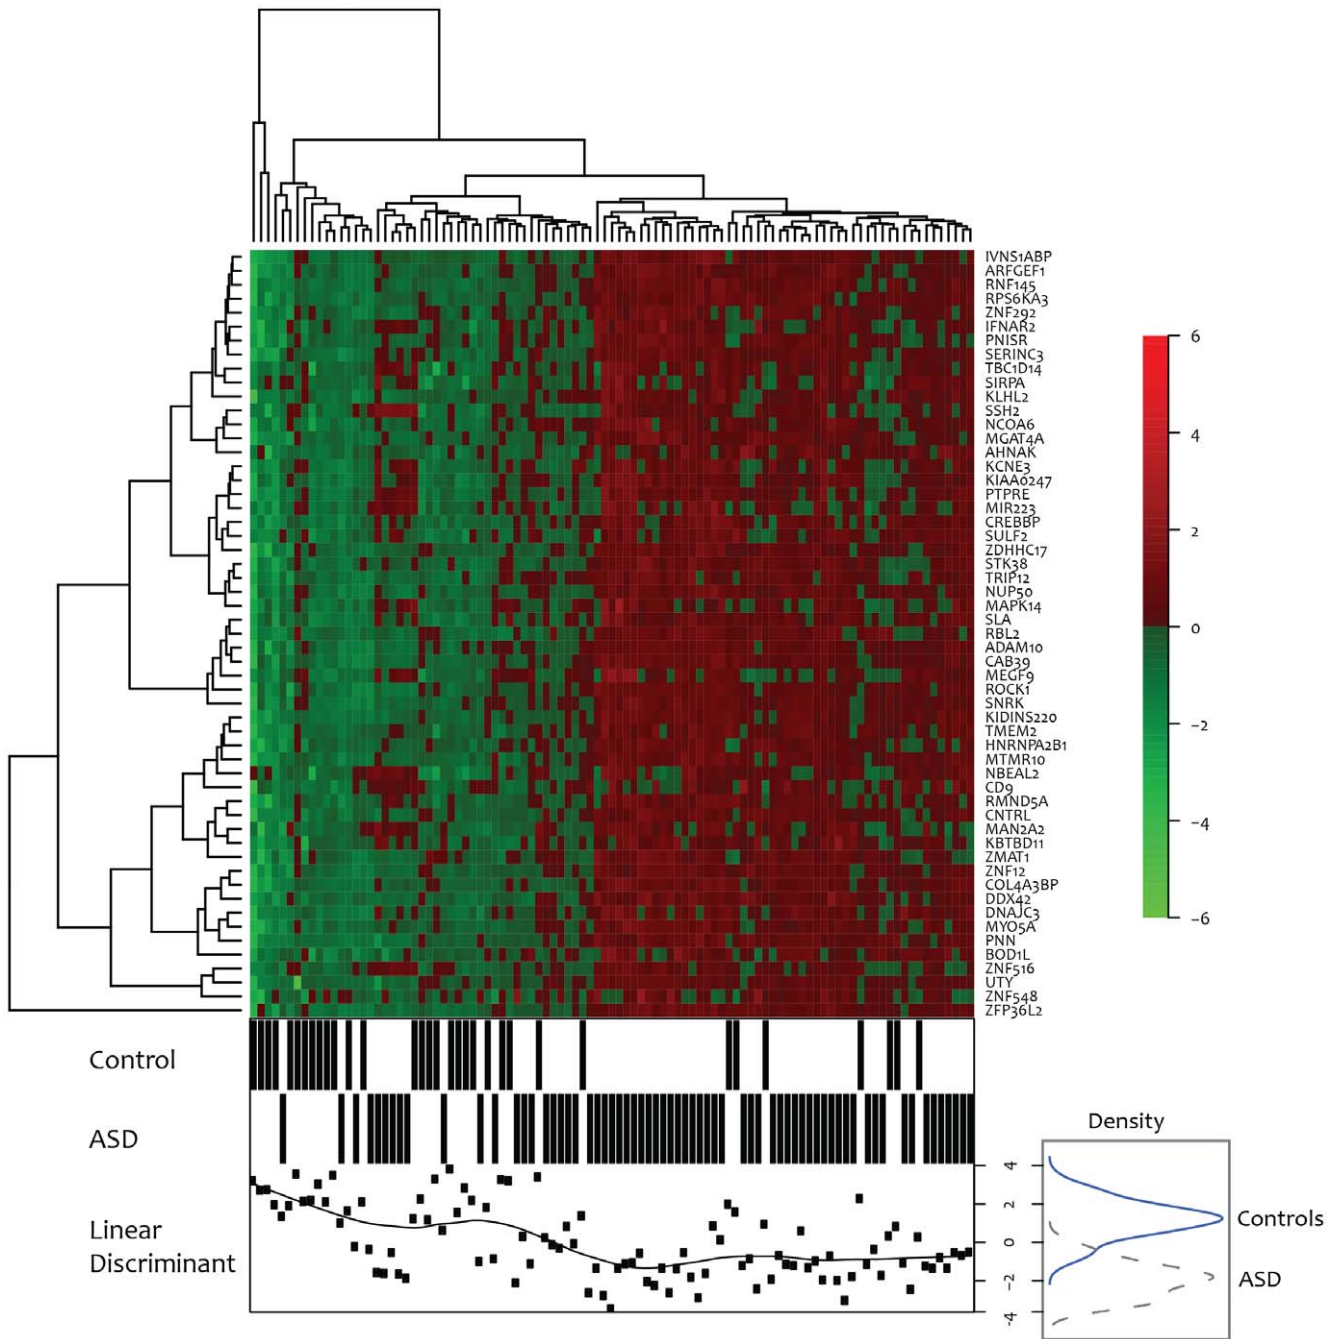 IVNS1ABP
ARFGEF1
RNF145
RPS6KA3
ZNF292
IFNAR2
PNISR
SERINC3
TBC1D14
SIRPA
KLHL2
SSH2
NCOA6
MGAT4A
AHNAK
KCNE3
KIAA0247
PTPRE
MIR223
CREBBP
SULF2
ZDHHC17
STK38
TRIP12
NUP50
MAPK14
SLA
RBL2
ADAM10
CAB39
MEGF9
ROCK1
SNRK
KIDINS220
TMEM2
HNRNPA2B1
MTMR10
NBEAL2
CD9
RMND5A
CNTRL
MAN2A2
KBTBD11
ZMAT1
ZNF12
COL4A3BP
DDX42
DNAJC3
MYO5A
PNN
BOD1L
ZNF516
UTY
ZNF548
ZFP36L2
6
4
2
0
-2
-4
-6
Control
ASD
Linear
Discriminant
4
2
0
-2
-4
Density
Controls
ASD